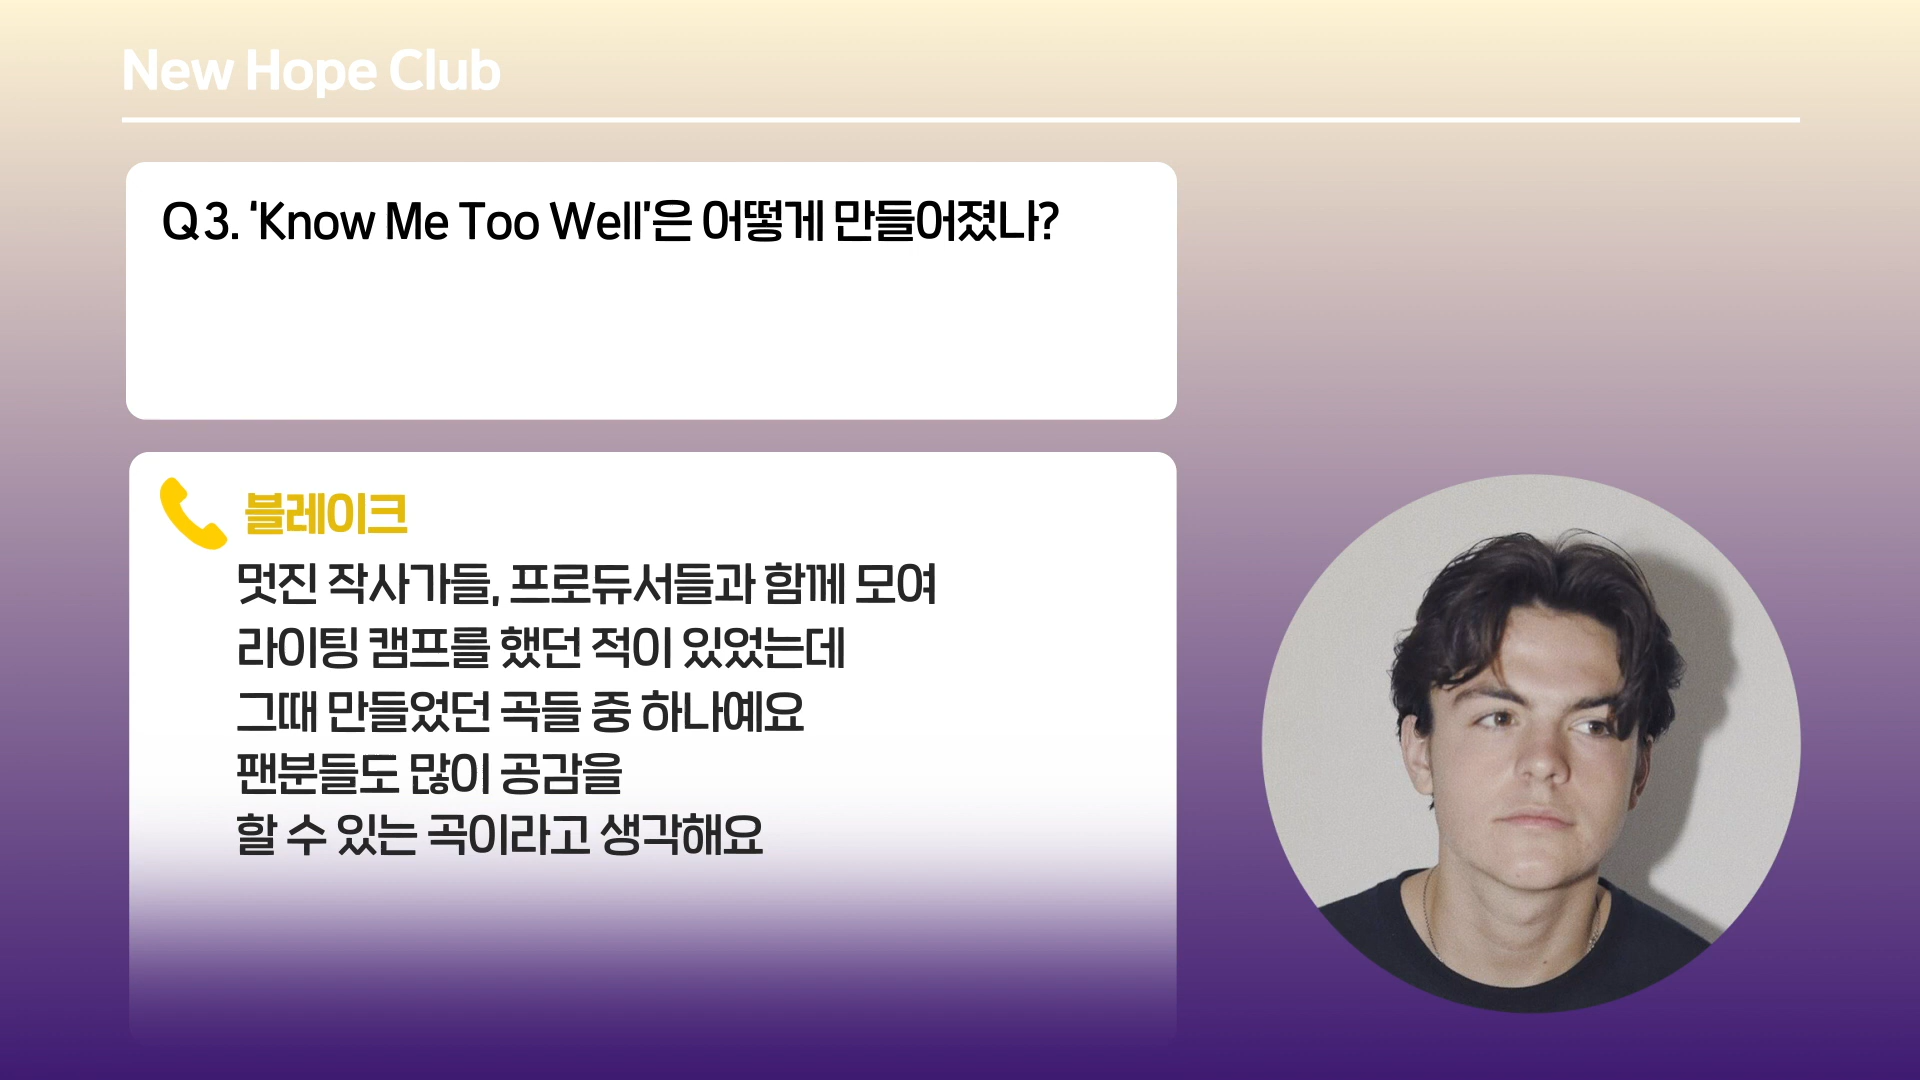 New Hope Club
Q3. ‘Know Me Too Well’은 어떻게 만들어졌나?
블레이크
멋진 작사가들, 프로듀서들과 함께 모여
라이팅 캠프를 했던 적이 있었는데
그때 만들었던 곡들 중 하나예요
팬분들도 많이 공감을
할 수 있는 곡이라고 생각해요